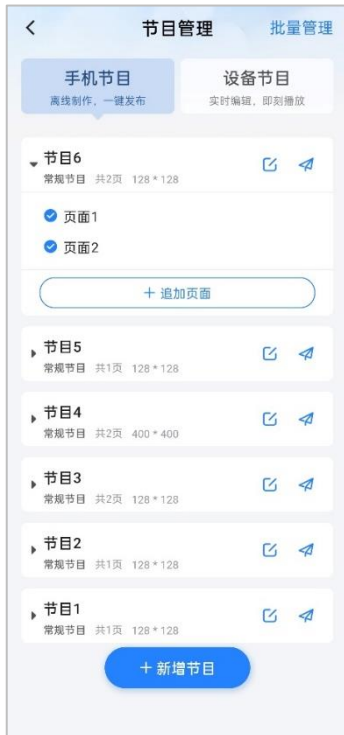 节目管理
批量管理
手机节目
离线制作，一键发布
设备节目
实时编辑，即刻播放
节目6
常规节目 共2页 128*128
页面1
页面2
+ 追加页面
节目5
常规节目 共1页 128*128
节目4
常规节目 共2页 400*400
节目3
常规节目 共2页 128*128
节目2
常规节目 共1页 128*128
节目1
常规节目 共1页 128*128
+ 新增节目